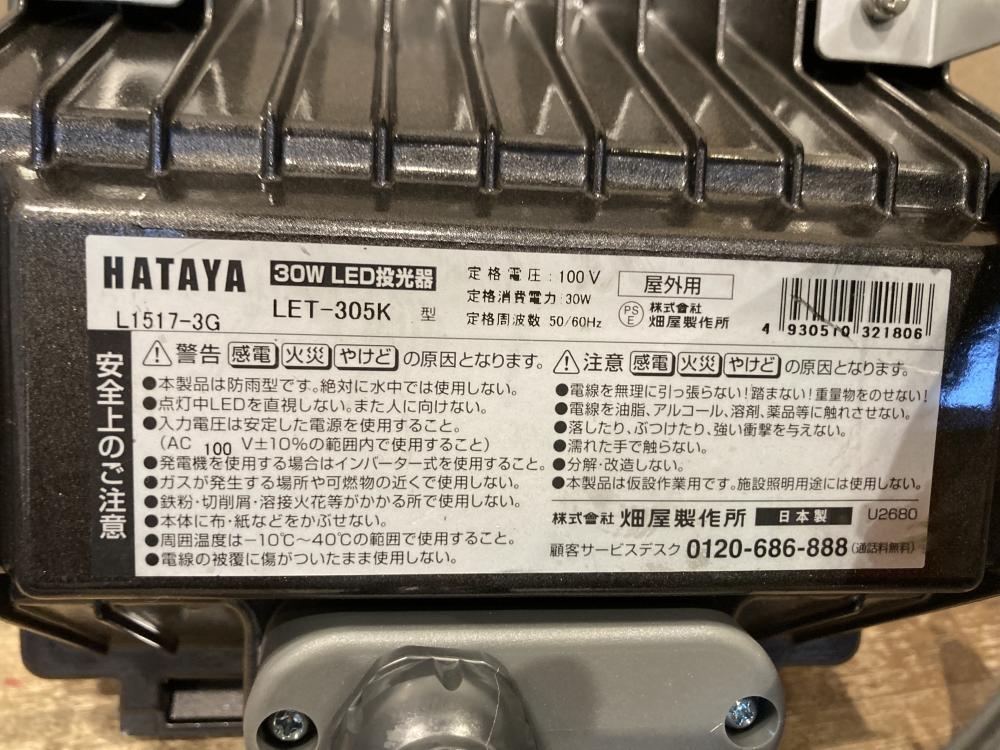 HATAYA 30W LED投光器
L1517-3G LET-305K 型
定格電圧:100V
定格消費電力:30W
定格周波数 50/60Hz
屋外用
PSE 株式会社
畑屋製作所
4 930510 321806
安全上のご注意
警告 感電 火災 やけど の原因となります。
●本製品は防雨型です。絶対に水中では使用しない。
●点灯中LEDを直視しない。また人に向けない。
●入力電圧は安定した電源を使用すること。
(AC 100 V±10%の範囲内で使用すること)
●発電機を使用する場合はインバーター式を使用すること。
●ガスが発生する場所や可燃物の近くで使用しない。
●鉄粉・切削屑・溶接火花等がかかる所で使用しない。
●本体に布・紙などをかぶせない。
●周囲温度は−10℃〜40℃の範囲で使用すること。
●電線の被覆に傷がついたまま使用しない。
注意 感電 火災 やけど の原因となります。
●電線を無理に引っ張らない!踏まない!重量物をのせない!
●電線を油脂、アルコール、溶剤、薬品等に触れさせない。
●落したり、ぶつけたり、強い衝撃を与えない。
●濡れた手で触らない。
●分解・改造しない。
●本製品は仮設作業用です。施設照明用途には使用しない。
株式会社 畑屋製作所 日本製 U2680
顧客サービスデスク 0120-686-888(通話料無料)